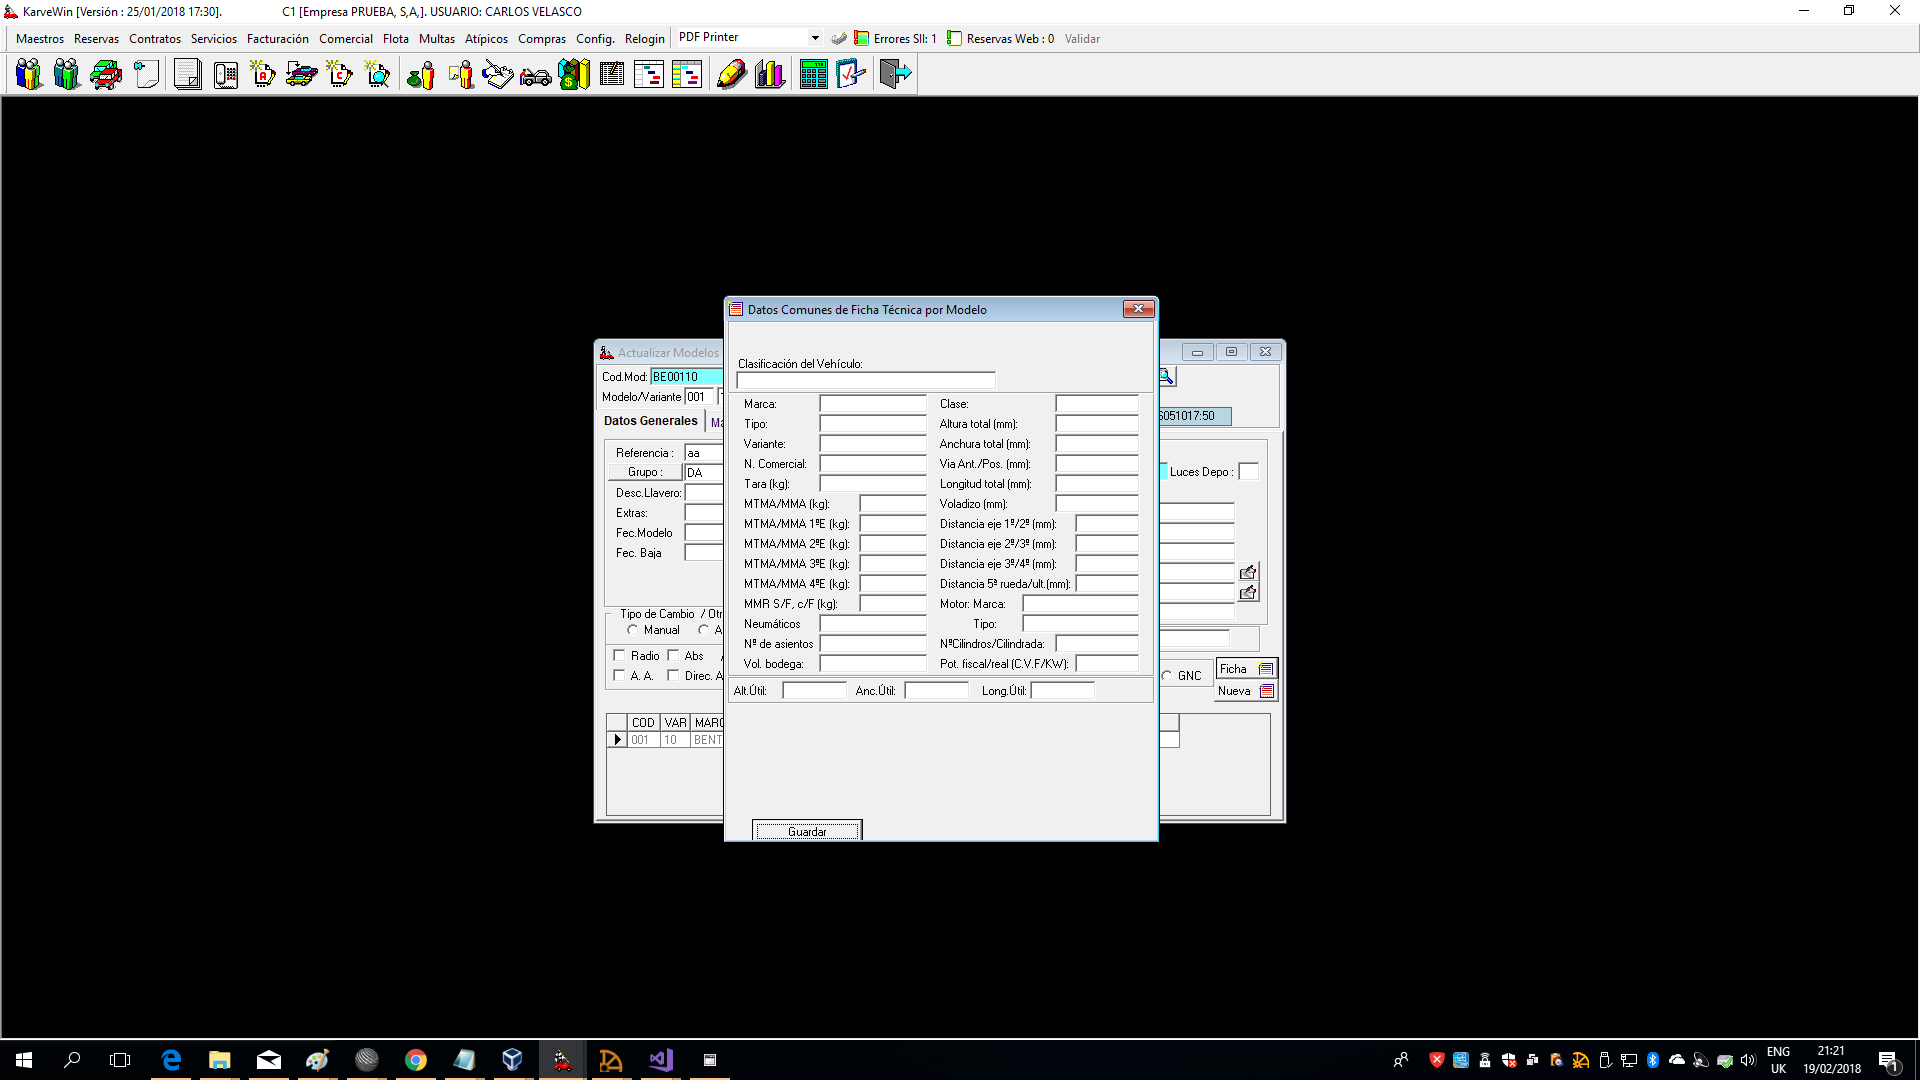 KarveWin [Versión : 25/01/2018 17:30]. C1 [Empresa PRUEBA, S,A,]. USUARIO: CARLOS VELASCO
Maestros Reservas Contratos Servicios Facturación Comercial Flota Multas Atípicos Compras Config. Relogin PDF Printer Errores SII: 1 Reservas Web : 0 Validar
Datos Comunes de Ficha Técnica por Modelo
Clasificación del Vehículo:
Marca: Clase:
Tipo: Altura total (mm):
Variante: Anchura total (mm):
N. Comercial: Via Ant./Pos. (mm):
Tara (kg): Longitud total (mm):
MTMA/MMA (kg): Voladizo (mm):
MTMA/MMA 1ªE (kg): Distancia eje 1º/2º (mm):
MTMA/MMA 2ªE (kg): Distancia eje 2º/3º (mm):
MTMA/MMA 3ªE (kg): Distancia eje 3º/4º (mm):
MTMA/MMA 4ªE (kg): Distancia 5ª rueda/ult.(mm):
MMR S/F, c/F (kg): Motor: Marca:
Neumáticos Tipo:
Nº de asientos NºCilindros/Cilindrada:
Vol. bodega: Pot. fiscal/real (C.V.F/KW):
Alt.Útil: Anc.Útil: Long.Útil:
Guardar
Actualizar Modelos
Cod.Mod: BE00110
Modelo/Variante 001
051017:50
Datos Generales Ma
Referencia : aa
Grupo : DA Luces Depo :
Desc.Llavero:
Extras:
Fec.Modelo
Fec. Baja
Tipo de Cambio / Otr
Manual A
Radio Abs
A. A. Direc. A GNC
Ficha
Nueva
COD VAR MARC
001 10 BENT
ENG
UK
21:21
19/02/2018
1